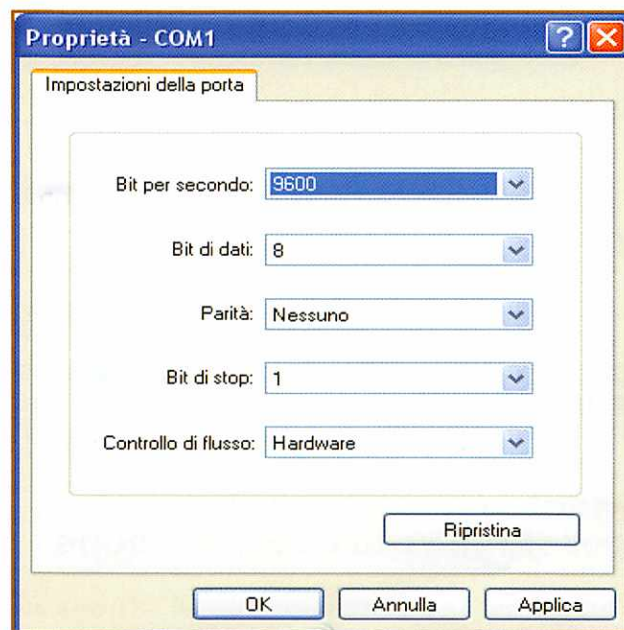 Proprietà - COM1
Impostazioni della porta
Bit per secondo: 9600
Bit di dati: 8
Parità: Nessuno
Bit di stop: 1
Controllo di flusso: Hardware
Ripristina
OK Annulla Applica